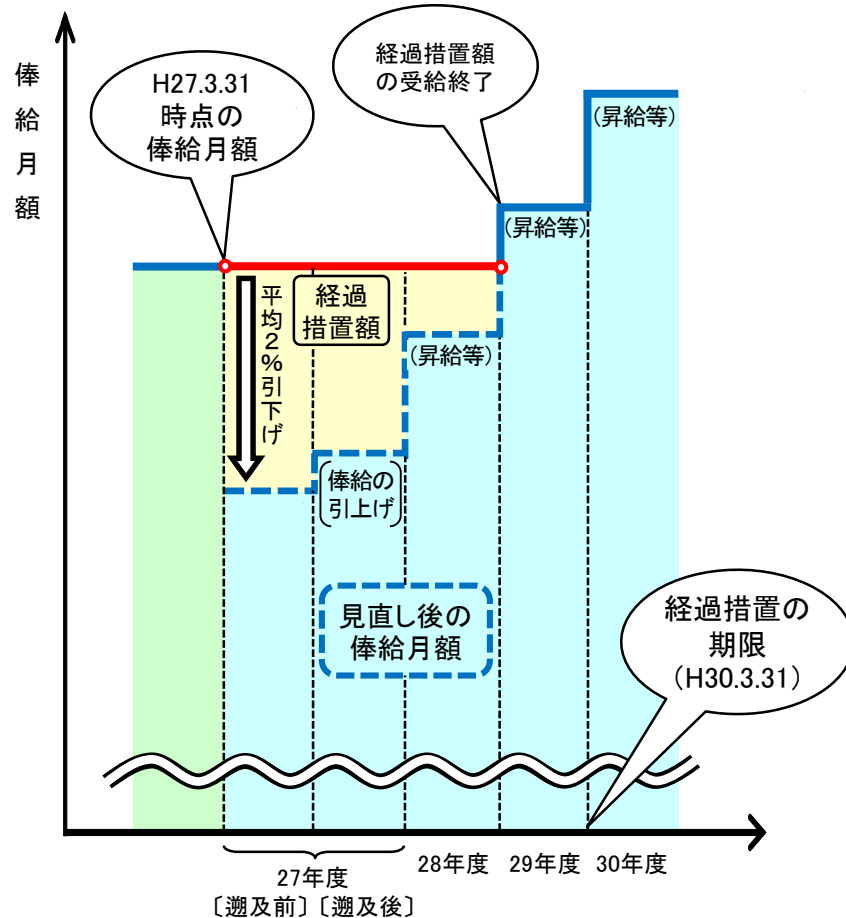 俸給月額
H27.3.31
時点の
俸給月額
経過措置額
の受給終了
(昇給等)
(昇給等)
平均2%引下げ
経過
措置額
(昇給等)
俸給の
引上げ
見直し後の
俸給月額
経過措置の
期限
(H30.3.31)
27年度
28年度
29年度
30年度
〔遡及前〕〔遡及後〕